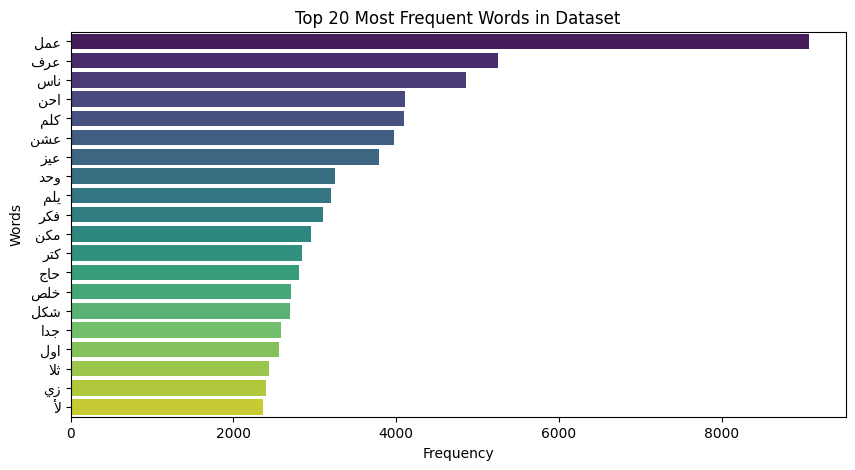 Top 20 Most Frequent Words in Dataset
Words
عمل
عرف
ناس
احن
كلم
عشن
عيز
وحد
يلم
فكر
مكن
كتر
حاج
خلص
شكل
جدا
اول
ثلا
زي
لأ
0 2000 4000 6000 8000
Frequency